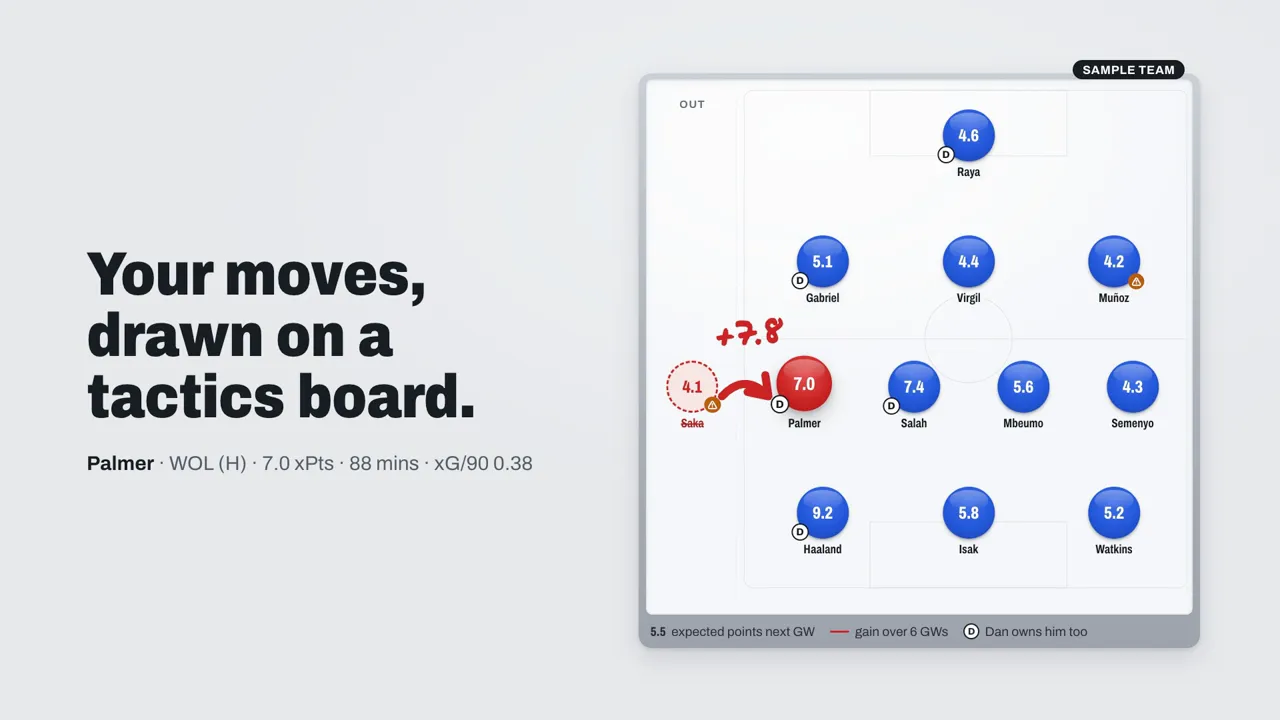 Your moves,
drawn on a
tactics board.
Palmer · WOL (H) · 7.0 xPts · 88 mins · xG/90 0.38
SAMPLE TEAM
OUT
4.6
D
Raya
5.1 4.4 4.2
D
Gabriel Virgil Muñoz
+7.8
4.1 7.0 7.4 5.6 4.3
D D
Saka Palmer Salah Mbeumo Semenyo
9.2 5.8 5.2
D
Haaland Isak Watkins
5.5 expected points next GW gain over 6 GWs D Dan owns him too